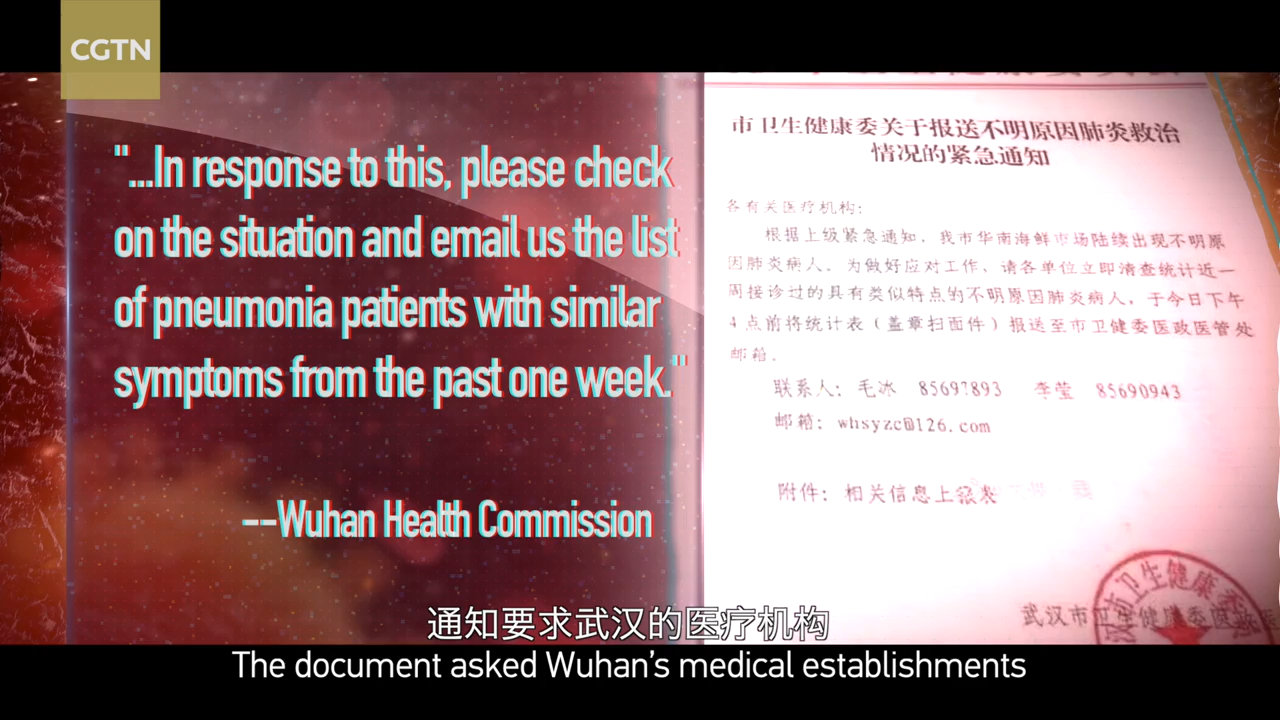 CGTN
"...In response to this, please check
on the situation and email us the list
of pneumonia patients with similar
symptoms from the past one week."
--Wuhan Health Commission
市卫生健康委关于报送不明原因肺炎救治
情况的紧急通知
各有关医疗机构:
根据上级紧急通知，我市华南海鲜市场陆续出现不明原
因肺炎病人。为做好应对工作，请各单位立即清查统计近一
周接诊过的具有类似特点的不明原因肺炎病人，于今日下午
4点前将统计表（盖章扫面件）报送至市卫健委医政医管处
邮箱.
联系人: 毛冰 85697893 李莹 85690943
邮箱: whsyzc@126.com
附件: 相关信息上报表
武汉市卫生健康委医政医
通知要求武汉的医疗机构
The document asked Wuhan's medical establishments